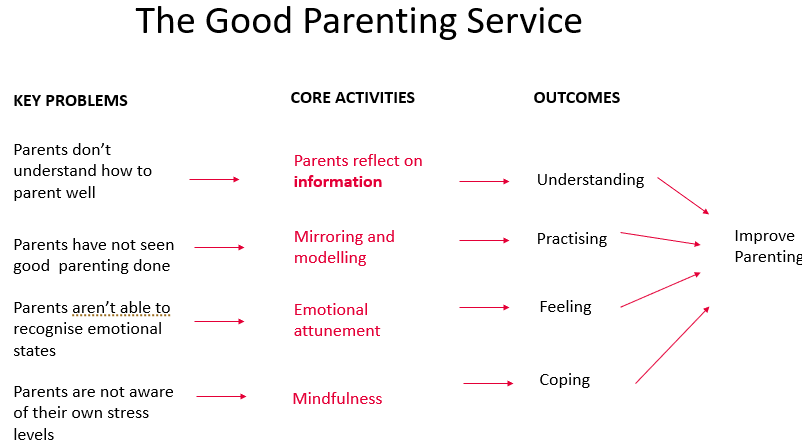 The Good Parenting Service
KEY PROBLEMS
CORE ACTIVITIES
OUTCOMES
Parents don’t
understand how to
parent well
Parents reflect on
information
Understanding
Parents have not seen
good  parenting done
Mirroring and
modelling
Practising
Improve
Parenting
Parents aren’t able to
recognise emotional
states
Emotional
attunement
Feeling
Parents are not aware
of their own stress
levels
Mindfulness
Coping